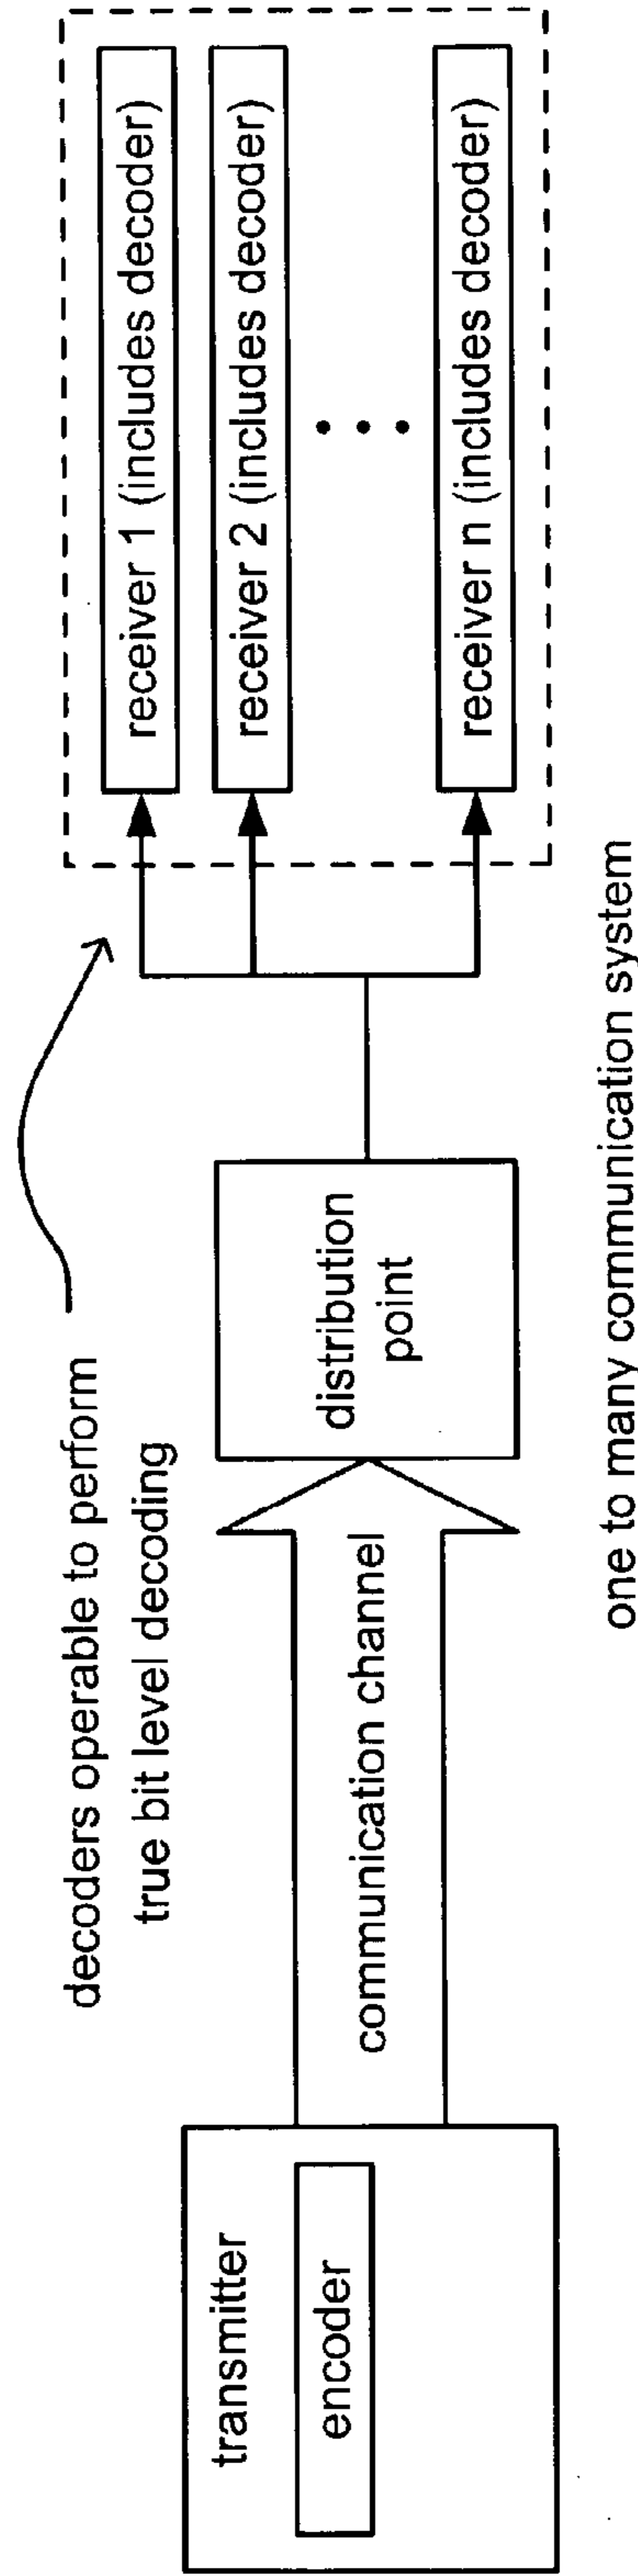 decoders operable to perform
true bit level decoding
transmitter
encoder
communication channel
distribution
point
receiver 1 (includes decoder)
receiver 2 (includes decoder)
receiver n (includes decoder)
one to many communication system